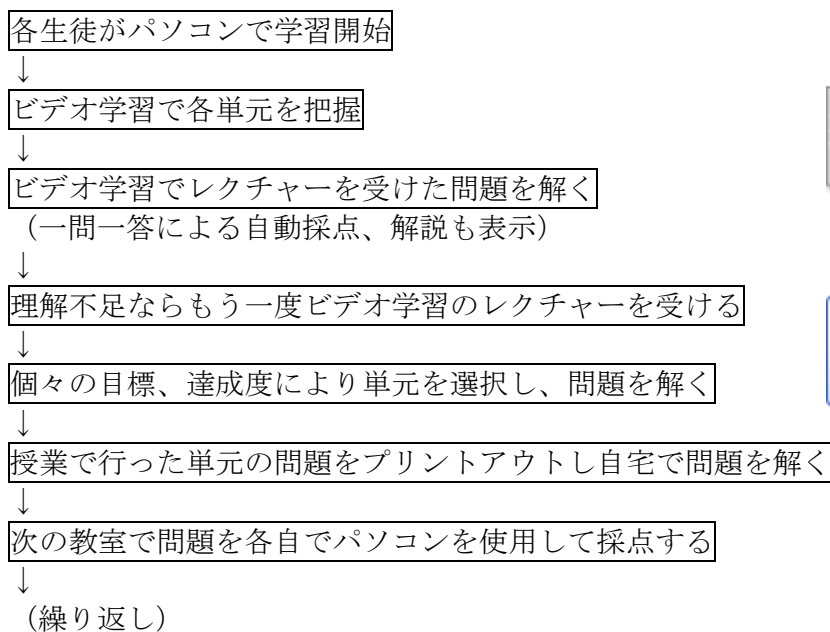 各生徒がパソコンで学習開始
↓
ビデオ学習で各単元を把握
↓
ビデオ学習でレクチャーを受けた問題を解く
（一問一答による自動採点、解説も表示）
↓
理解不足ならもう一度ビデオ学習のレクチャーを受ける
↓
個々の目標、達成度により単元を選択し、問題を解く
↓
授業で行った単元の問題をプリントアウトし自宅で問題を解く
↓
次の教室で問題を各自でパソコンを使用して採点する
↓
（繰り返し）